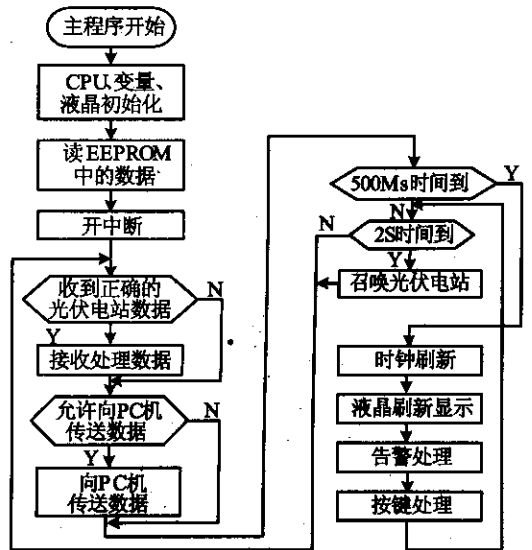 主程序开始
CPU、变量、
液晶初始化
读EEPROM
中的数据
开中断
收到正确的
光伏电站数据
N
Y
接收处理数据
允许向PC机
传送数据
N
Y
向PC机
传送数据
500Ms时间到
Y
N
2S时间到
N
Y
召唤光伏电站
时钟刷新
液晶刷新显示
告警处理
按键处理